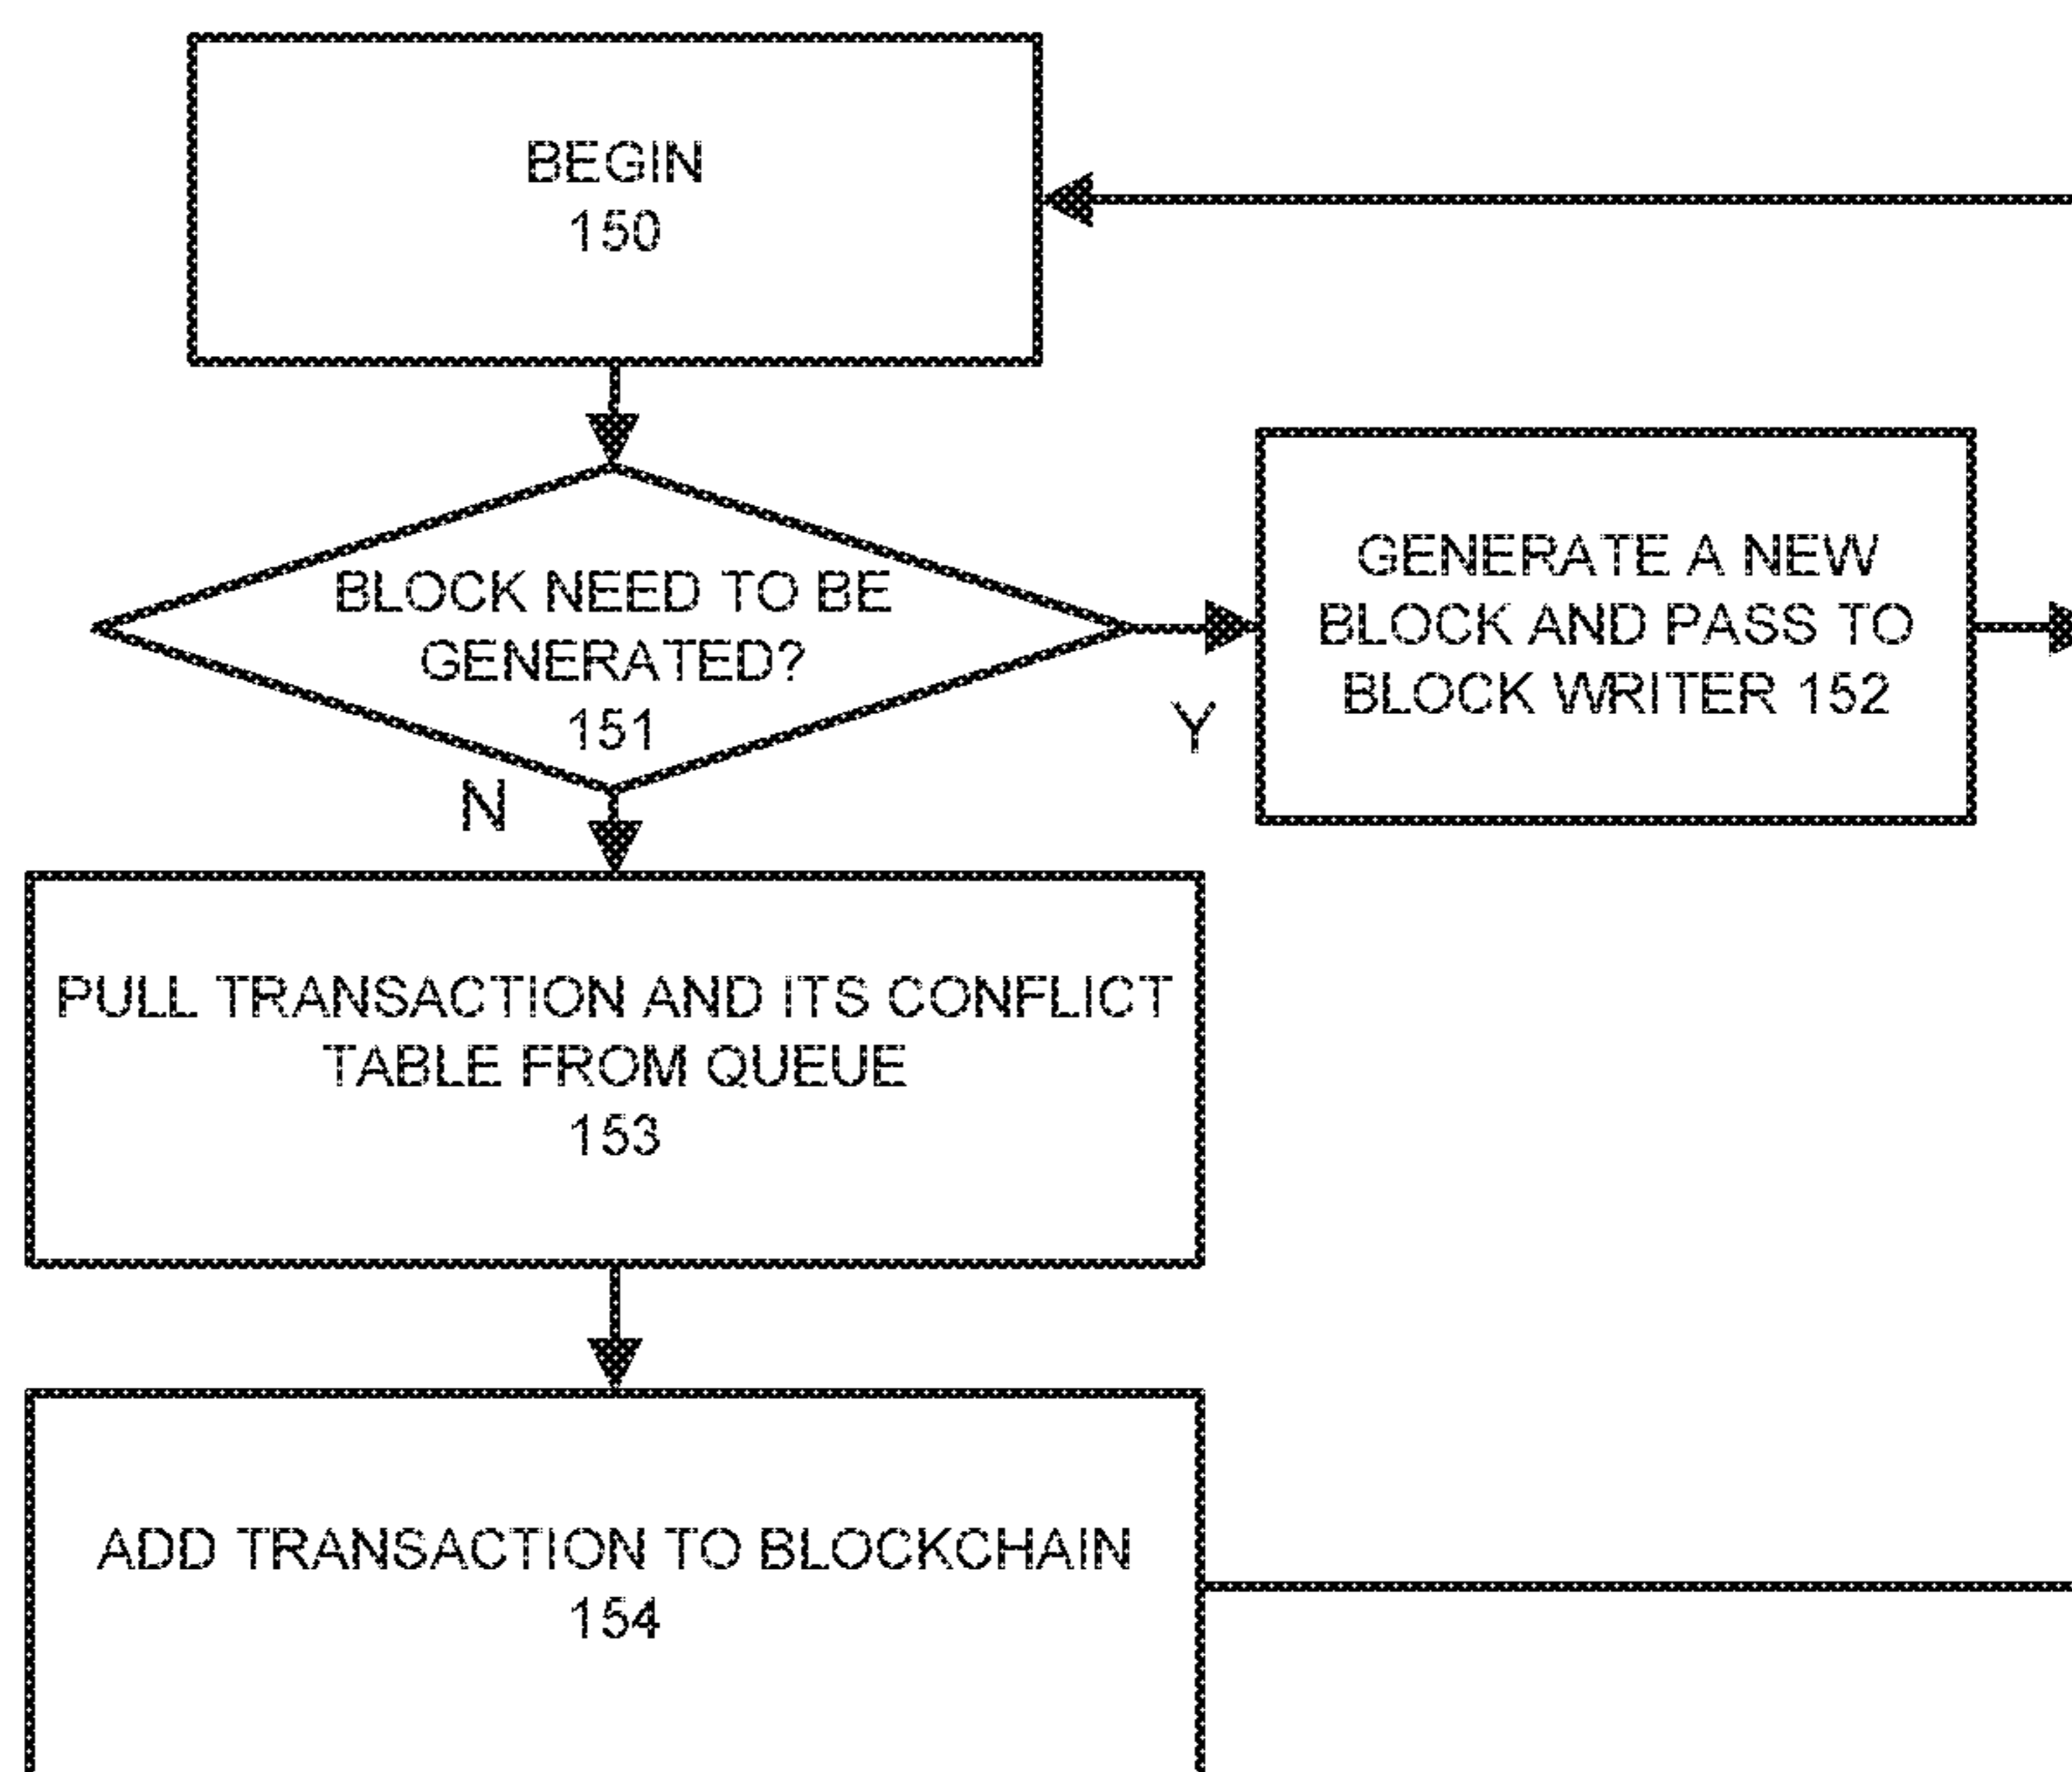 BEGIN
150
BLOCK NEED TO BE
GENERATED?
151
Y
N
GENERATE A NEW
BLOCK AND PASS TO
BLOCK WRITER 152
PULL TRANSACTION AND ITS CONFLICT
TABLE FROM QUEUE
153
ADD TRANSACTION TO BLOCKCHAIN
154